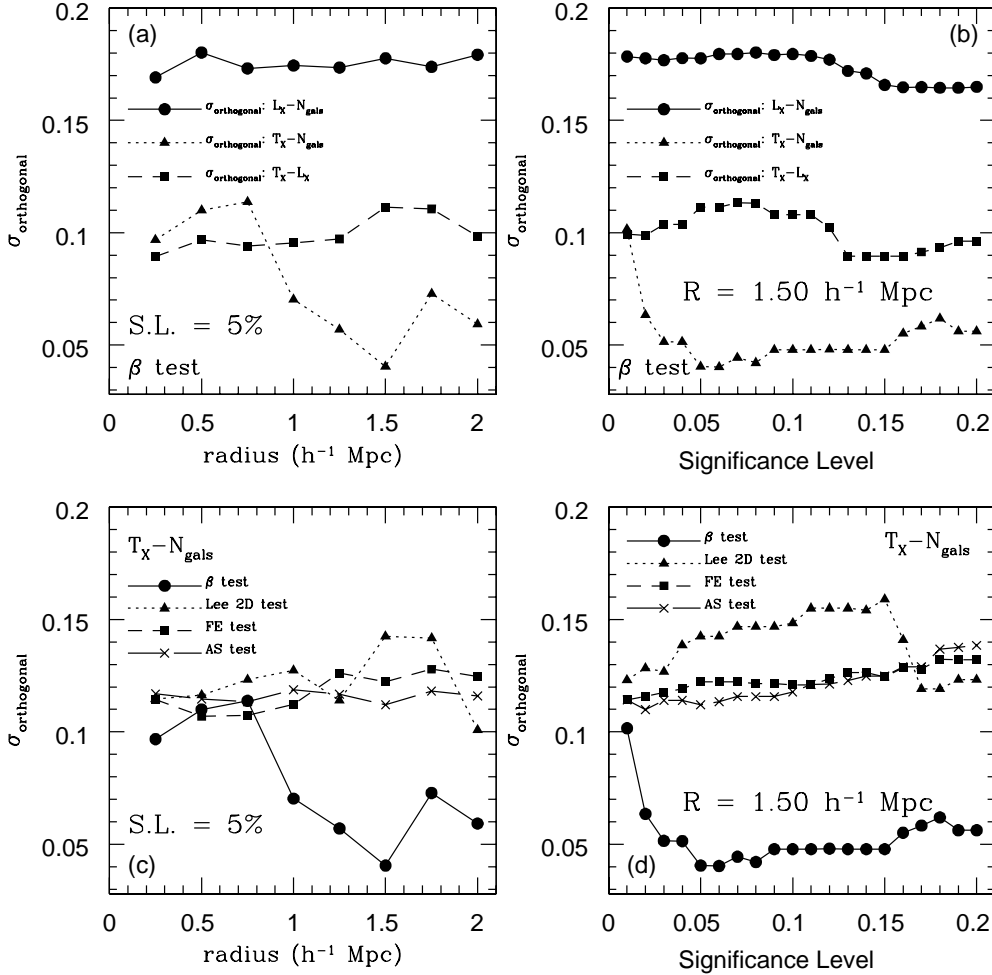 (a)
0.2
0.15
0.1
0.05
σorthogonal
σorthogonal: LX−Ngals
σorthogonal: TX−Ngals
σorthogonal: TX−LX
S.L. = 5%
β test
0 0.5 1 1.5 2
radius (h−1 Mpc)
(b)
0.2
0.15
0.1
0.05
σorthogonal
σorthogonal: LX−Ngals
σorthogonal: TX−Ngals
σorthogonal: TX−LX
R = 1.50 h−1 Mpc
β test
0 0.05 0.1 0.15 0.2
Significance Level
0.2
0.15
0.1
0.05
σorthogonal
TX−Ngals
β test
Lee 2D test
FE test
AS test
S.L. = 5%
(c)
0 0.5 1 1.5 2
radius (h−1 Mpc)
0.2
0.15
0.1
0.05
σorthogonal
β test
Lee 2D test
FE test
AS test
TX−Ngals
R = 1.50 h−1 Mpc
(d)
0 0.05 0.1 0.15 0.2
Significance Level